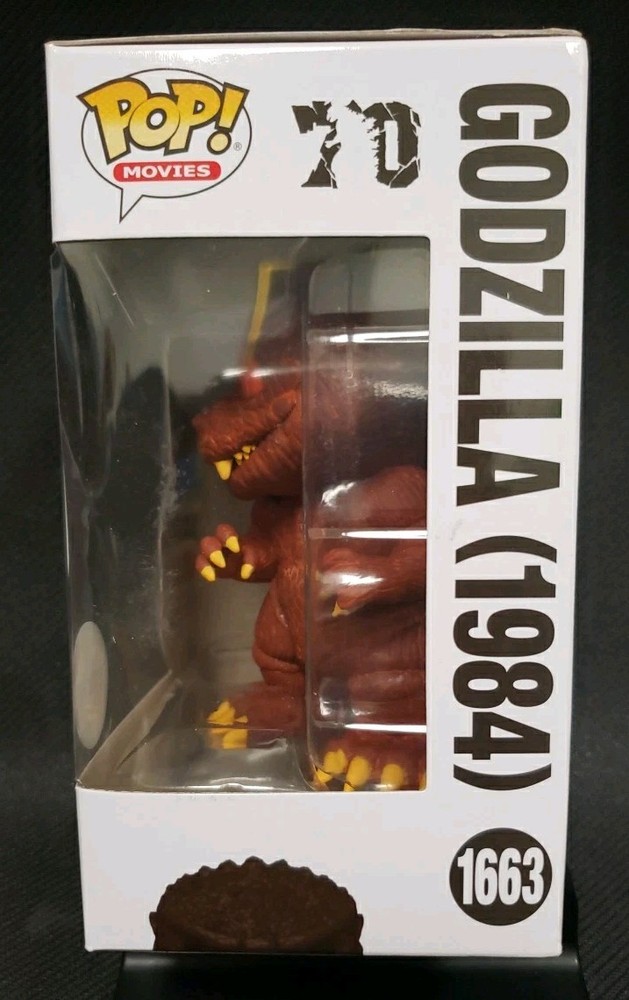 POP!®
MOVIES
70
GODZILLA (1984)
1663